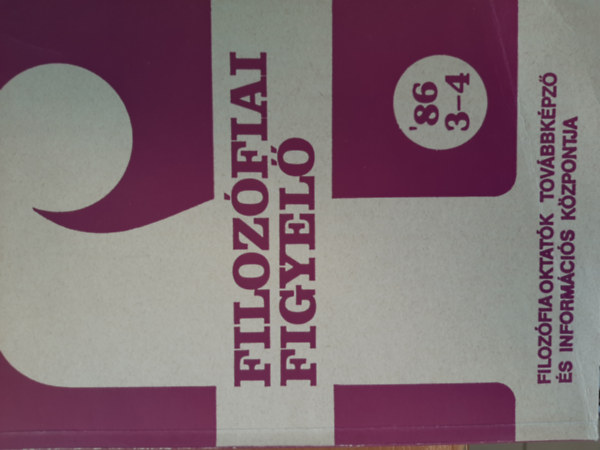 FILOZÓFIAI
FIGYELŐ
'86
3-4
FILOZÓFIAOKTATÓK TOVÁBBKÉPZŐ
ÉS INFORMÁCIÓS KÖZPONTJA